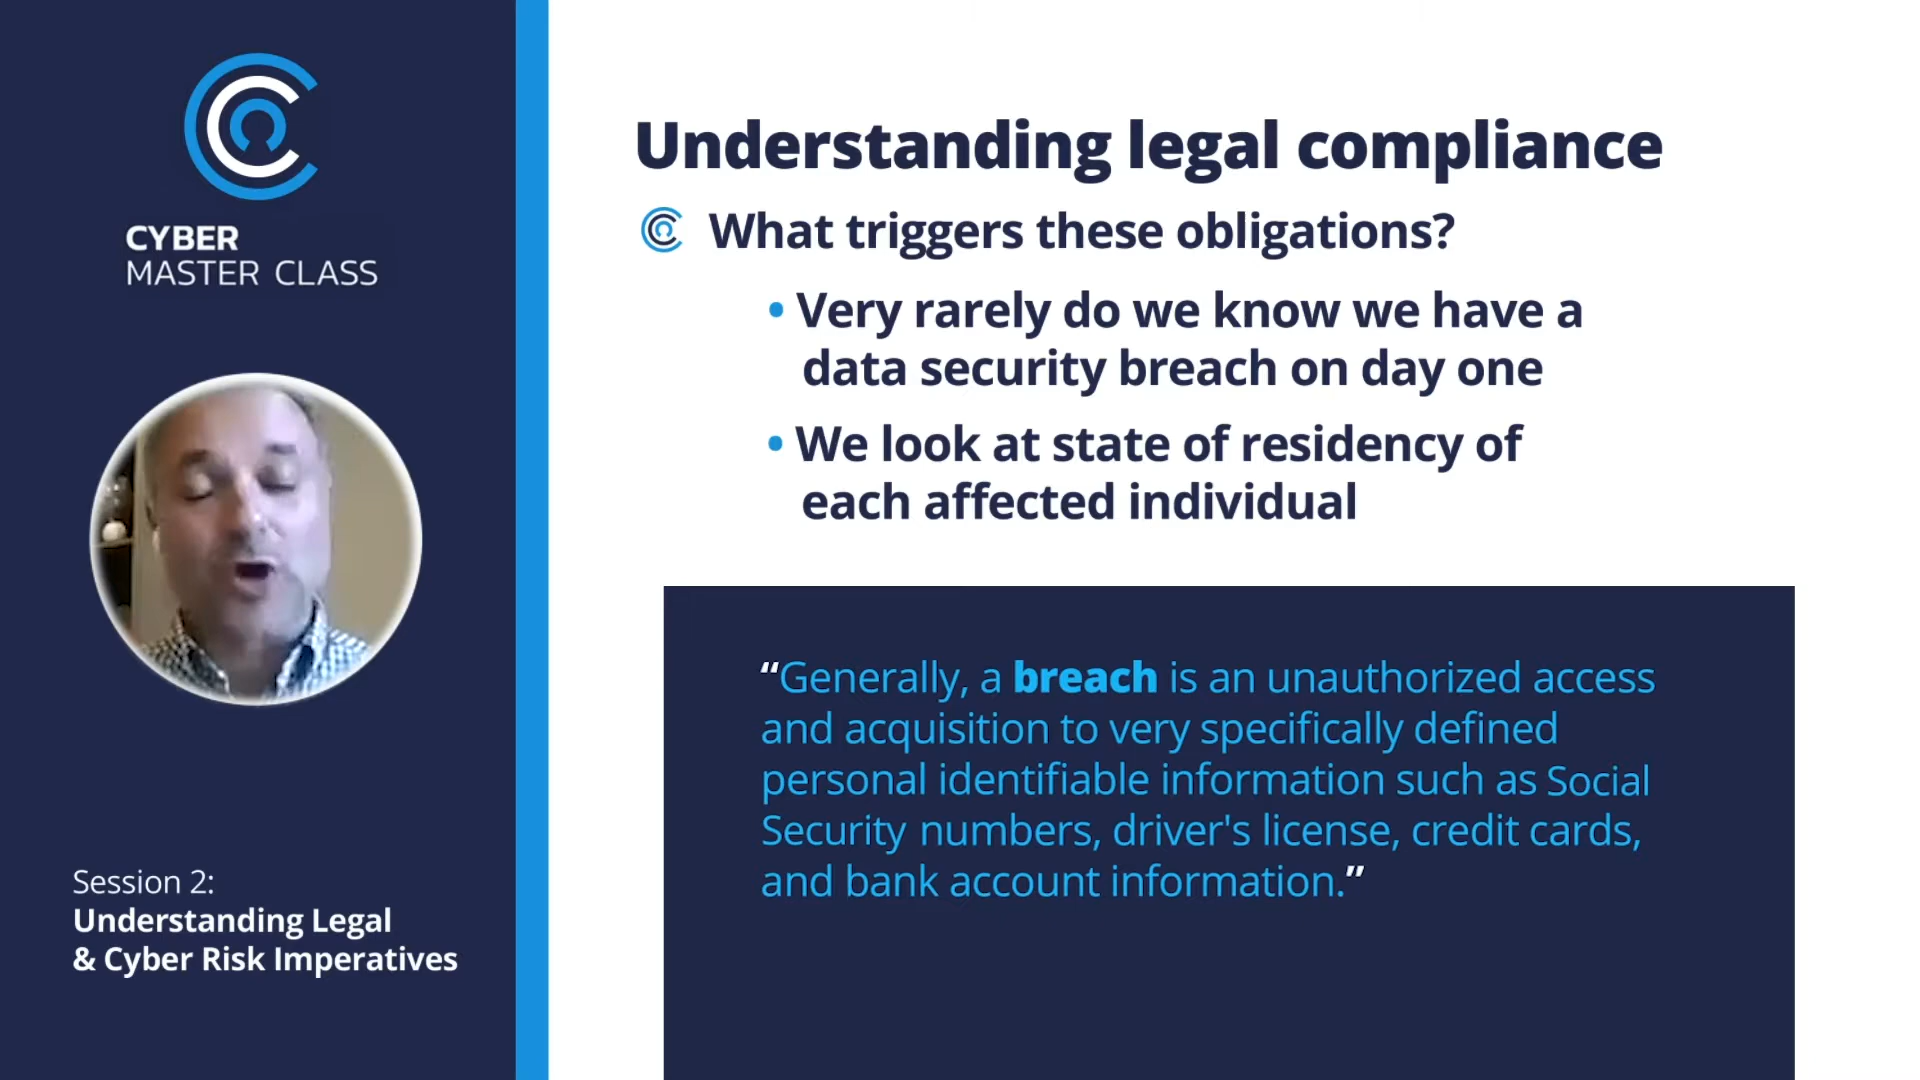 CYBER
MASTER CLASS
Session 2:
Understanding Legal
& Cyber Risk Imperatives
Understanding legal compliance
What triggers these obligations?
• Very rarely do we know we have a
data security breach on day one
• We look at state of residency of
each affected individual
“Generally, a breach is an unauthorized access
and acquisition to very specifically defined
personal identifiable information such as Social
Security numbers, driver's license, credit cards,
and bank account information.”